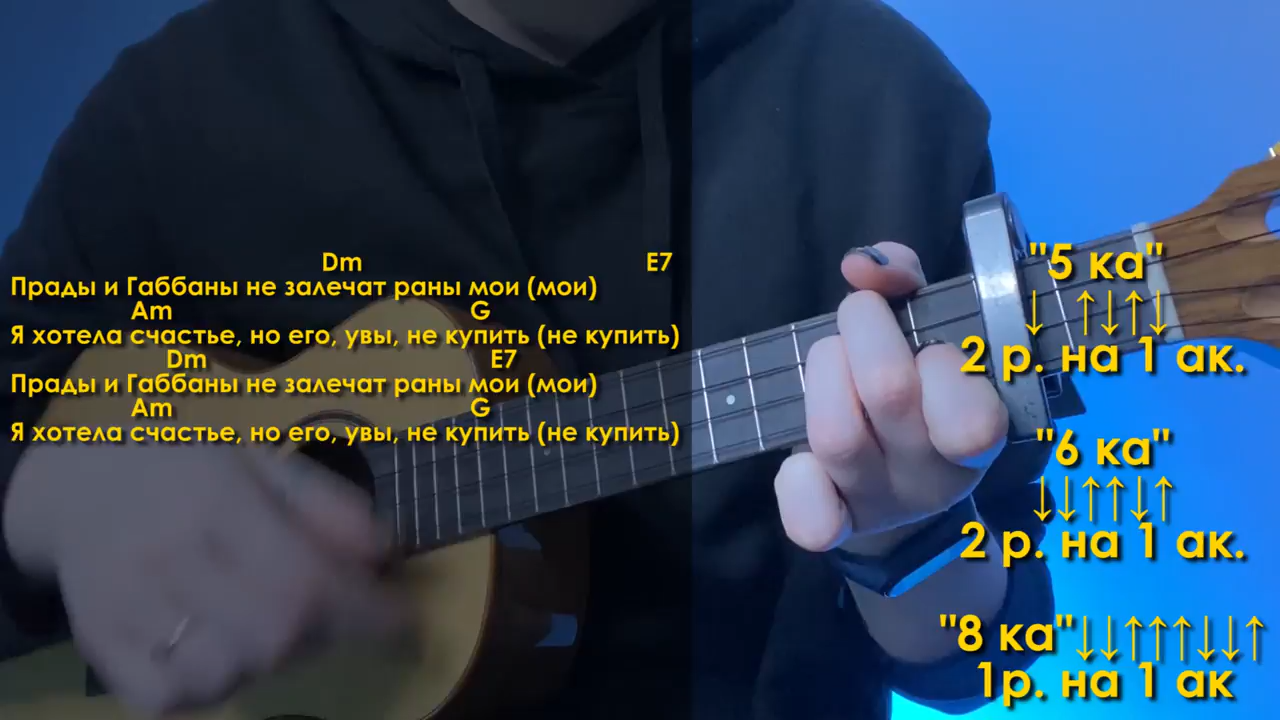 Dm E7
Прады и Габбаны не залечат раны мои (мои)
Am G
Я хотела счастье, но его, увы, не купить (не купить)
Dm E7
Прады и Габбаны не залечат раны мои (мои)
Am G
Я хотела счастье, но его, увы, не купить (не купить)
"5 ка"
↓ ↑↓↑↓
2 р. на 1 ак.
"6 ка"
↓↓↑↑↓↑
2 р. на 1 ак.
"8 ка"↓↓↑↑↑↓↓↑
1р. на 1 ак